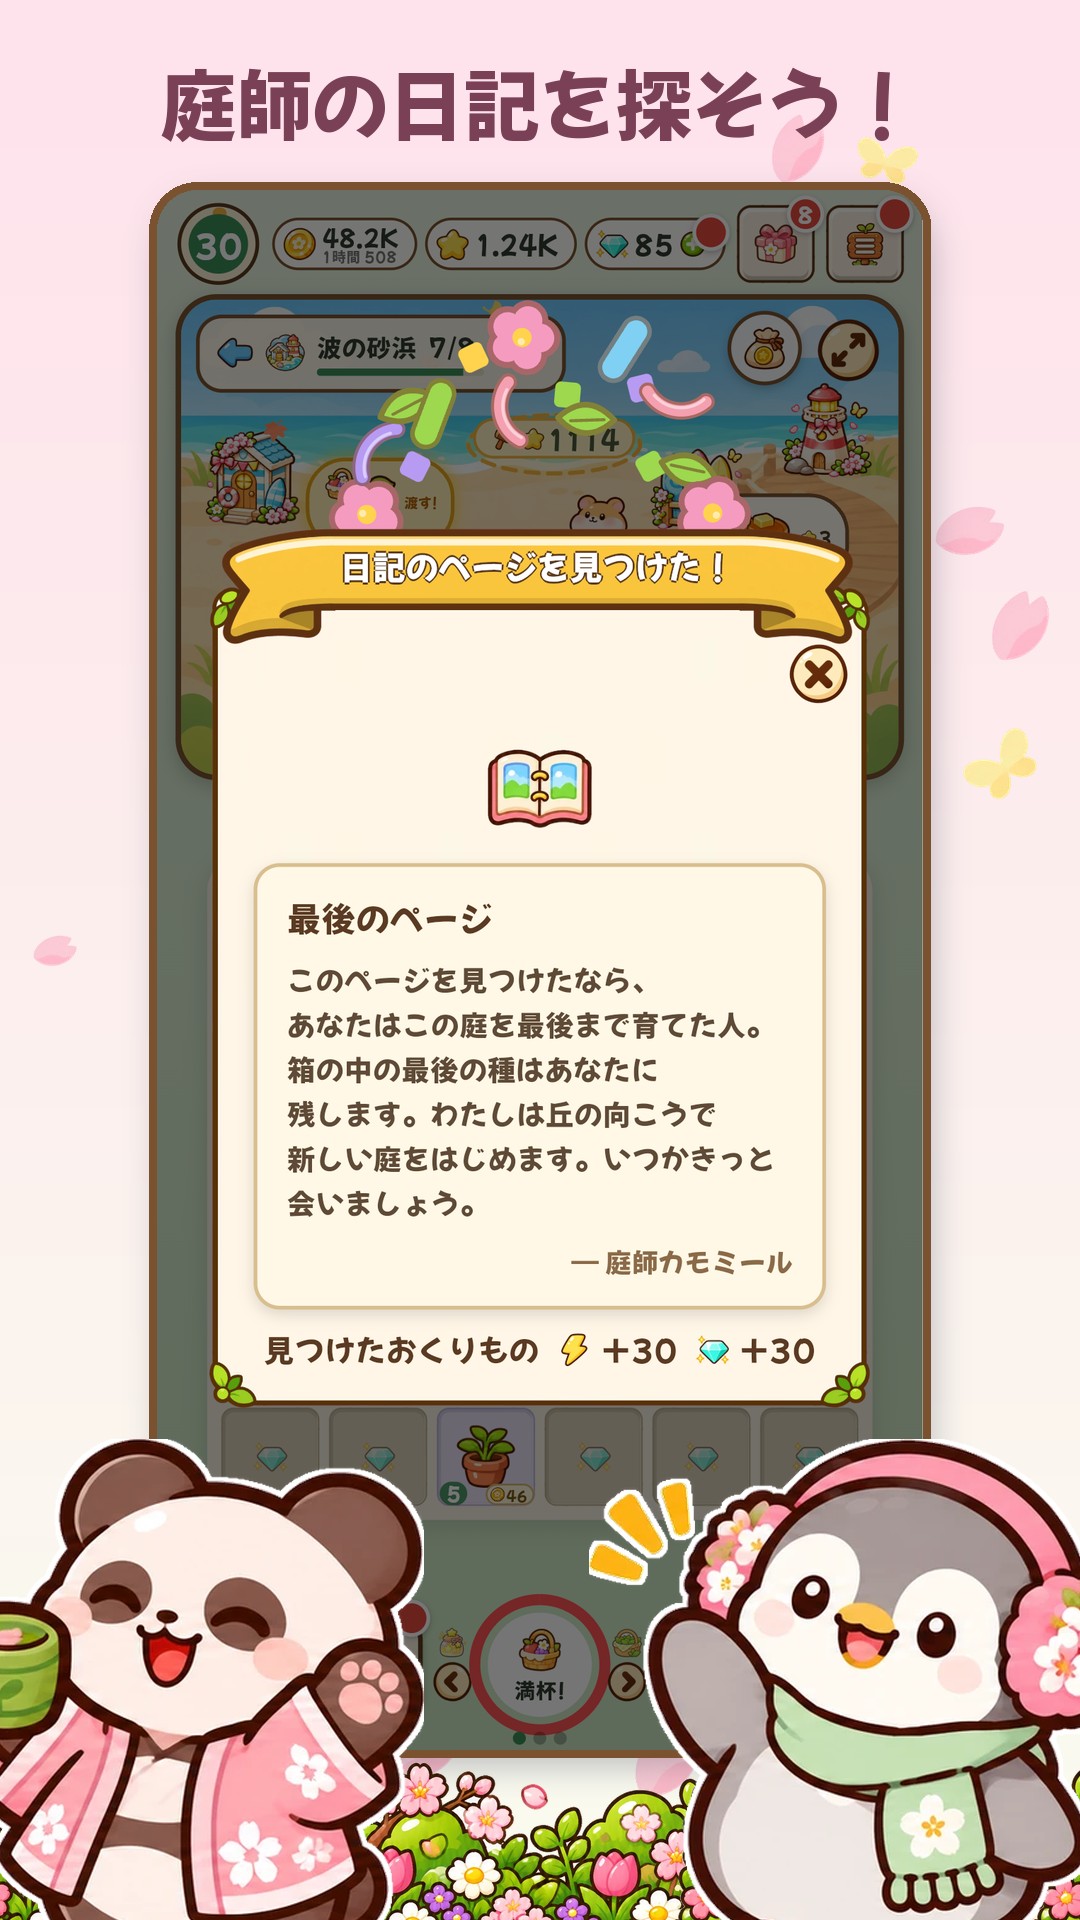 庭師の日記を探そう！
30
48.2K
1時間 508
1.24K
85
8
波の砂浜 7/8
1114
渡す!
3
日記のページを見つけた！
最後のページ
このページを見つけたなら、
あなたはこの庭を最後まで育てた人。
箱の中の最後の種はあなたに
残します。わたしは丘の向こうで
新しい庭をはじめます。いつかきっと
会いましょう。
— 庭師カモミール
見つけたおくりもの +30 +30
5 46
満杯!